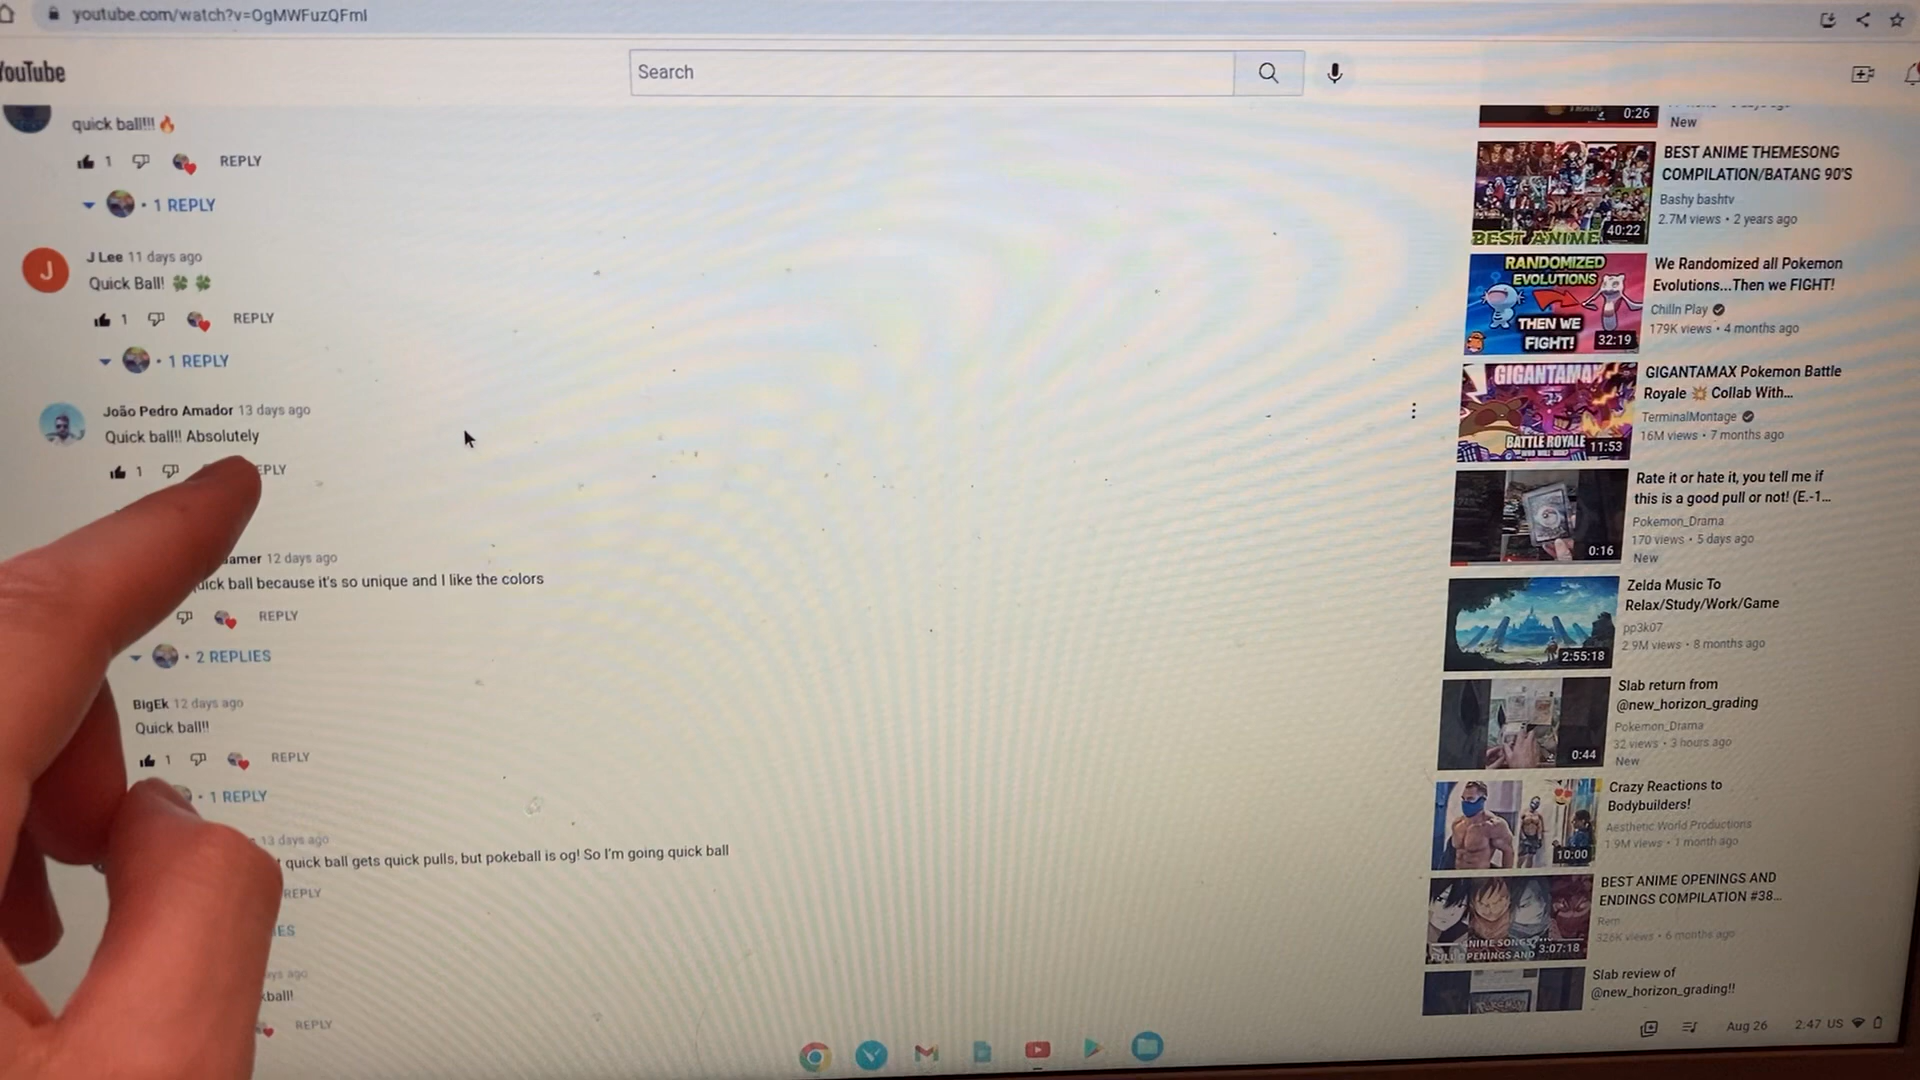 youtube.com/watch?v=OgMWFuzQFmI
YouTube
Search
quick ball!!! 🔥
1 REPLY
1 REPLY
J
J Lee 11 days ago
Quick Ball! 🍀 🍀
1 REPLY
1 REPLY
João Pedro Amador 13 days ago
Quick ball!! Absolutely
1 EPLY
amer 12 days ago
uick ball because it's so unique and I like the colors
REPLY
2 REPLIES
BigEk 12 days ago
Quick ball!!
1 REPLY
1 REPLY
13 days ago
quick ball gets quick pulls, but pokeball is og! So I'm going quick ball
REPLY
IES
ays ago
kball!
REPLY
0:26
New
BEST ANIME
40:22
BEST ANIME THEMESONG
COMPILATION/BATANG 90'S
Bashy bashtv
2.7M views • 2 years ago
RANDOMIZED
EVOLUTIONS
THEN WE
FIGHT!
32:19
We Randomized all Pokemon
Evolutions...Then we FIGHT!
Chilln Play
179K views • 4 months ago
GIGANTAMAX
BATTLE ROYALE
11:53
GIGANTAMAX Pokemon Battle
Royale 💥 Collab With...
TerminalMontage
16M views • 7 months ago
0:16
Rate it or hate it, you tell me if
this is a good pull or not! (E.-1...
Pokemon_Drama
170 views • 5 days ago
New
2:55:18
Zelda Music To
Relax/Study/Work/Game
pp3k07
2.9M views • 8 months ago
0:44
Slab return from
@new_horizon_grading
Pokemon_Drama
32 views • 3 hours ago
New
10:00
Crazy Reactions to
Bodybuilders!
Aesthetic World Productions
1.9M views • 1 month ago
ANIME SONGS
FULL OPENINGS AND
3:07:18
BEST ANIME OPENINGS AND
ENDINGS COMPILATION #38...
Rem
326K views • 6 months ago
Slab review of
@new_horizon_grading!!
Aug 26
2:47 US